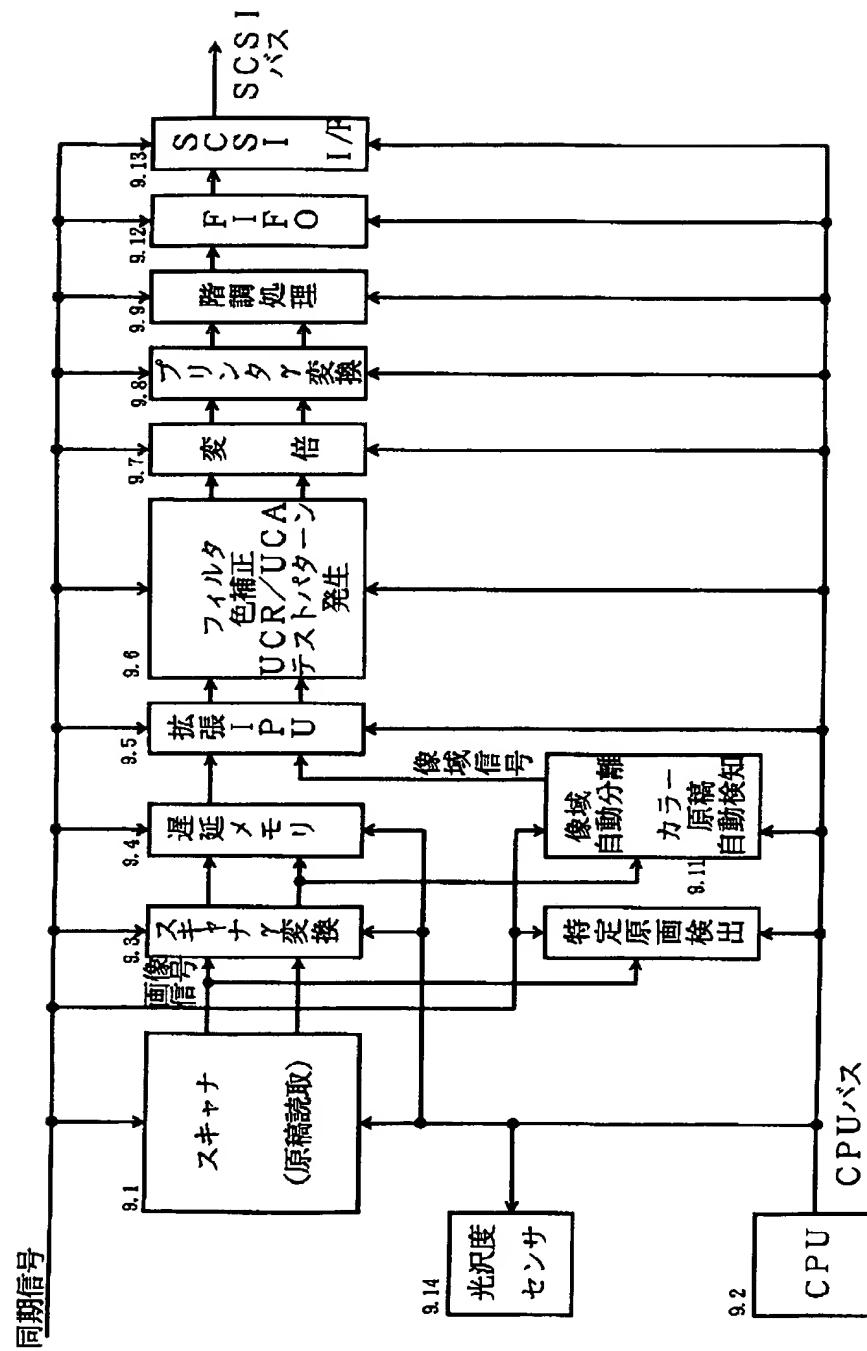 同期信号
9.1
スキャナ
(原稿読取)
画像
信号
9.3
スキャナγ変換
9.4
遅延メモリ
9.5
拡張IPU
9.6
フィルタ
色補正
UCR/UCA
テストパターン
発生
9.7
変倍
9.8
プリンタγ変換
9.9
階調処理
9.12
FIFO
9.13
SCSI
I/F
SCSI
バス
特定原画検出
像域
自動分離
カラー
原稿
自動検知
9.11
像域信号
9.14
光沢度
センサ
9.2
CPU
CPUバス